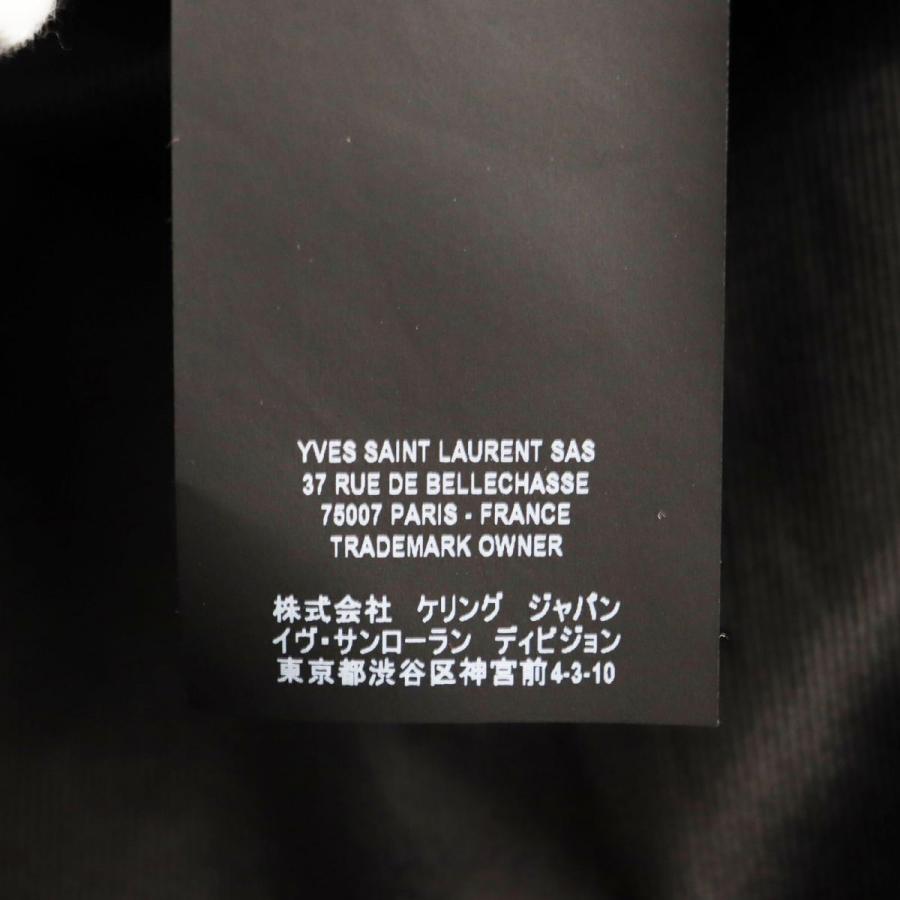 YVES SAINT LAURENT SAS
37 RUE DE BELLECHASSE
75007 PARIS - FRANCE
TRADEMARK OWNER
株式会社 ケリング ジャパン
イヴ・サンローラン ディビジョン
東京都渋谷区神宮前4-3-10